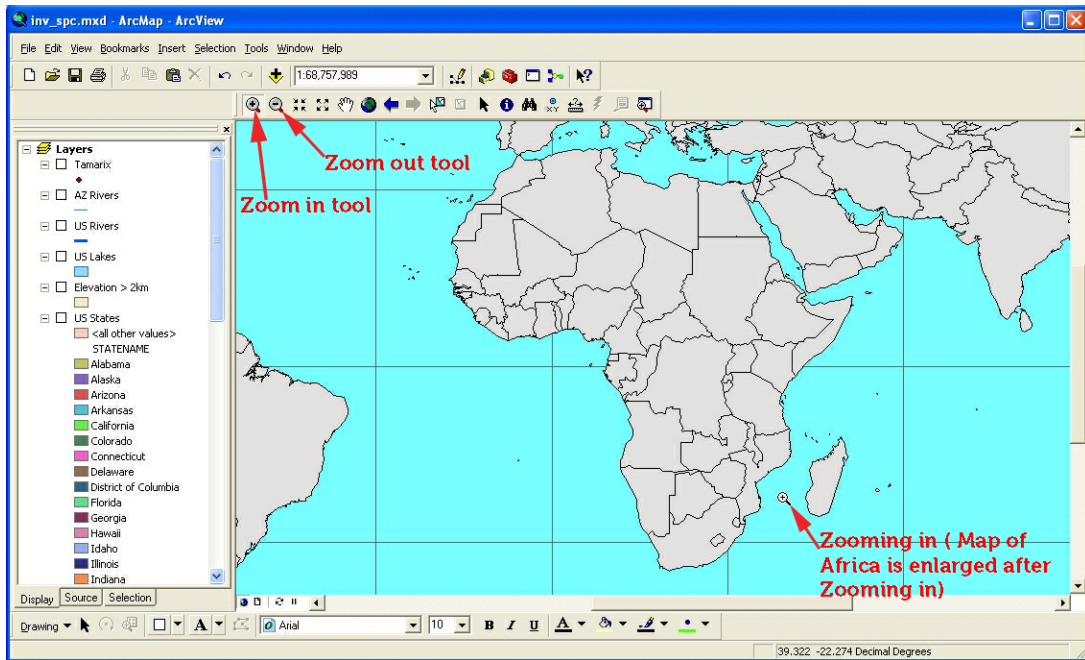 inv_spc.mxd - ArcMap - ArcView
File Edit View Bookmarks Insert Selection Tools Window Help
1:68,757,989
XY
Zoom out tool
Zoom in tool
Layers
Tamarix
AZ Rivers
US Rivers
US Lakes
Elevation > 2km
US States
<all other values>
STATENAME
Alabama
Alaska
Arizona
Arkansas
California
Colorado
Connecticut
Delaware
District of Columbia
Florida
Georgia
Hawaii
Idaho
Illinois
Indiana
Zooming in ( Map of
Africa is enlarged after
Zooming in)
Display Source Selection
Drawing A Arial 10 B I U A
39.322 -22.274 Decimal Degrees